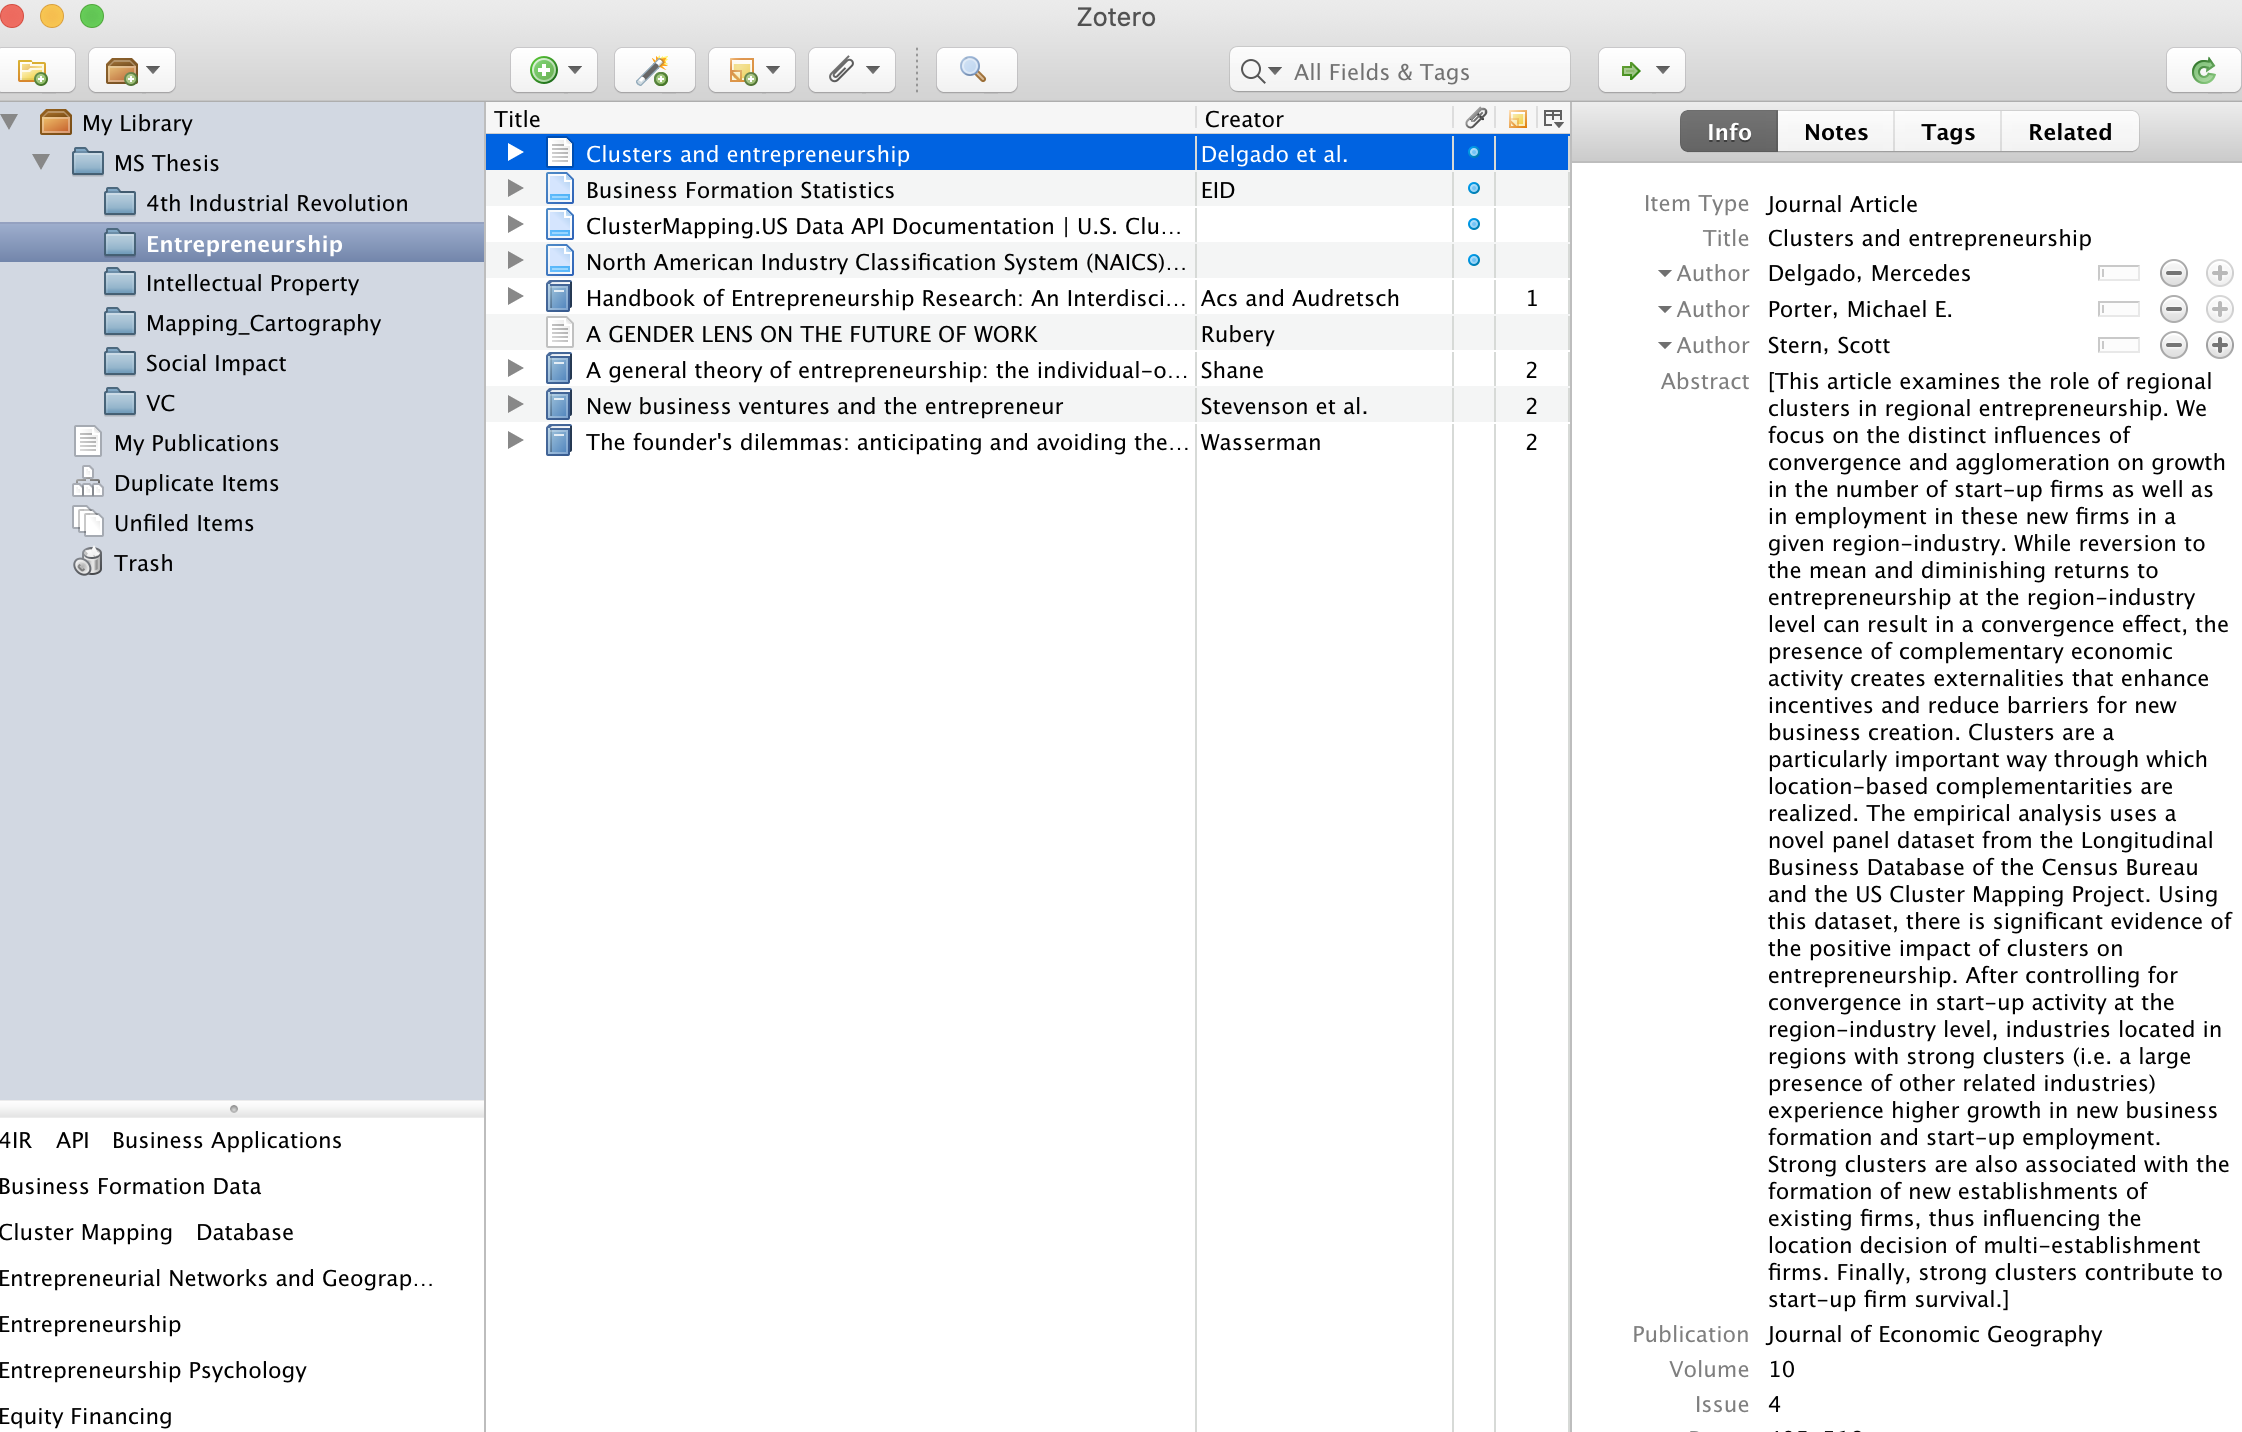 Zotero
All Fields & Tags
My Library
MS Thesis
4th Industrial Revolution
Entrepreneurship
Intellectual Property
Mapping_Cartography
Social Impact
VC
My Publications
Duplicate Items
Unfiled Items
Trash
4IR API Business Applications
Business Formation Data
Cluster Mapping Database
Entrepreneurial Networks and Geograp...
Entrepreneurship
Entrepreneurship Psychology
Equity Financing
Title Creator
Clusters and entrepreneurship Delgado et al.
Business Formation Statistics EID
ClusterMapping.US Data API Documentation | U.S. Clu...
North American Industry Classification System (NAICS)...
Handbook of Entrepreneurship Research: An Interdisci... Acs and Audretsch 1
A GENDER LENS ON THE FUTURE OF WORK Rubery
A general theory of entrepreneurship: the individual-o... Shane 2
New business ventures and the entrepreneur Stevenson et al. 2
The founder's dilemmas: anticipating and avoiding the... Wasserman 2
Info Notes Tags Related
Item Type Journal Article
Title Clusters and entrepreneurship
Author Delgado, Mercedes
Author Porter, Michael E.
Author Stern, Scott
Abstract [This article examines the role of regional
clusters in regional entrepreneurship. We
focus on the distinct influences of
convergence and agglomeration on growth
in the number of start-up firms as well as
in employment in these new firms in a
given region-industry. While reversion to
the mean and diminishing returns to
entrepreneurship at the region-industry
level can result in a convergence effect, the
presence of complementary economic
activity creates externalities that enhance
incentives and reduce barriers for new
business creation. Clusters are a
particularly important way through which
location-based complementarities are
realized. The empirical analysis uses a
novel panel dataset from the Longitudinal
Business Database of the Census Bureau
and the US Cluster Mapping Project. Using
this dataset, there is significant evidence of
the positive impact of clusters on
entrepreneurship. After controlling for
convergence in start-up activity at the
region-industry level, industries located in
regions with strong clusters (i.e. a large
presence of other related industries)
experience higher growth in new business
formation and start-up employment.
Strong clusters are also associated with the
formation of new establishments of
existing firms, thus influencing the
location decision of multi-establishment
firms. Finally, strong clusters contribute to
start-up firm survival.]
Publication Journal of Economic Geography
Volume 10
Issue 4